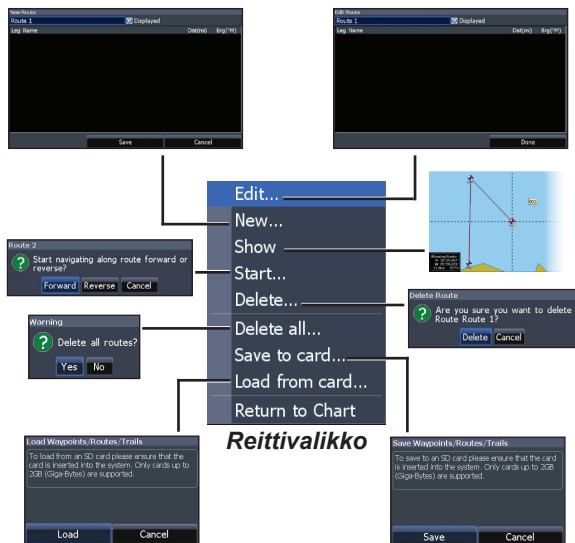 New Route
Route 1
Displayed
Leg Name Dist(mi) Brg(°M)
Save Cancel
Edit Route
Route 1
Displayed
Leg Name Dist(mi) Brg(°M)
Done
Edit...
New...
Show
Start...
Delete...
Delete all...
Save to card...
Load from card...
Return to Chart
Reittivalikko
Route 2
Start navigating along route forward or
reverse?
Forward Reverse Cancel
002
Delete Route
Are you sure you want to delete
Route Route 1?
Delete Cancel
Warning
Delete all routes?
Yes No
Load Waypoints/Routes/Trails
To load from an SD card please ensure that the
card is inserted into the system. Only cards up to
2GB (Giga-Bytes) are supported.
Load Cancel
Save Waypoints/Routes/Trails
To save to an SD card please ensure that the card
is inserted into the system. Only cards up to 2GB
(Giga-Bytes) are supported.
Save Cancel